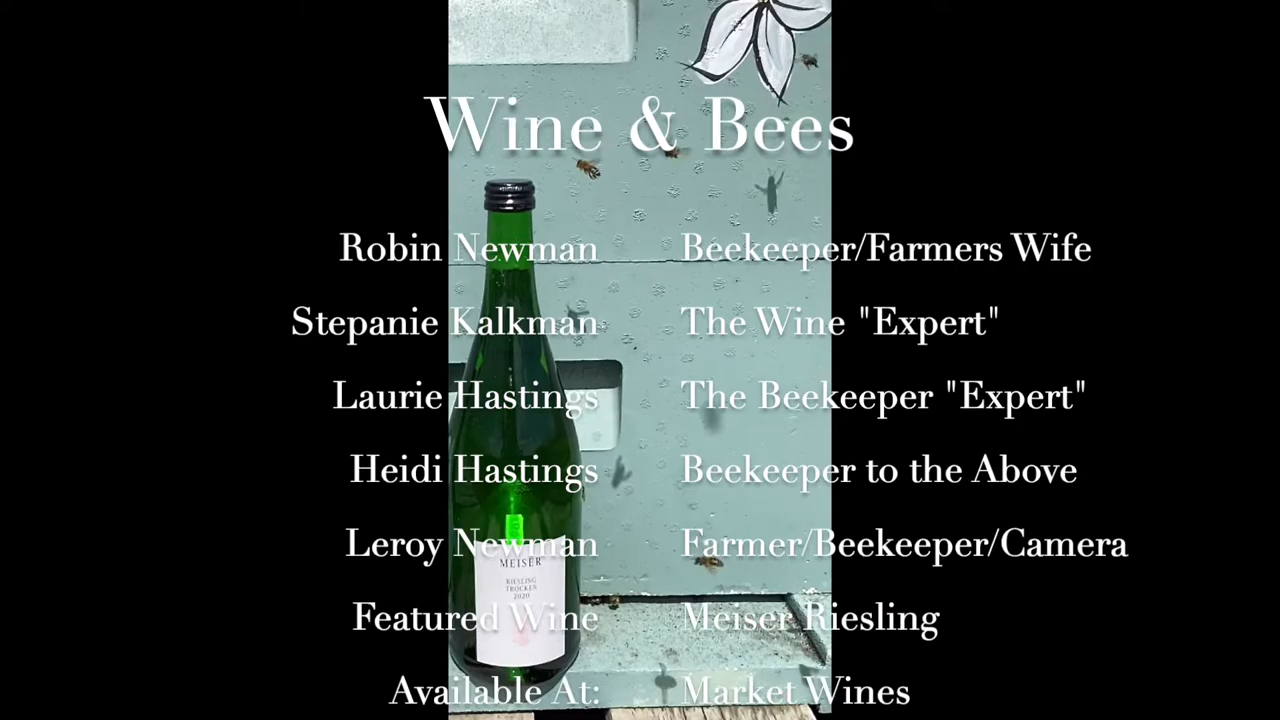 Wine & Bees
Robin Newman Beekeeper/Farmers Wife
Stepanie Kalkman The Wine "Expert"
Laurie Hastings The Beekeeper "Expert"
Heidi Hastings Beekeeper to the Above
Leroy Newman Farmer/Beekeeper/Camera
MEISER
RIESLING
TROCKEN
2020
Featured Wine Meiser Riesling
Available At: Market Wines